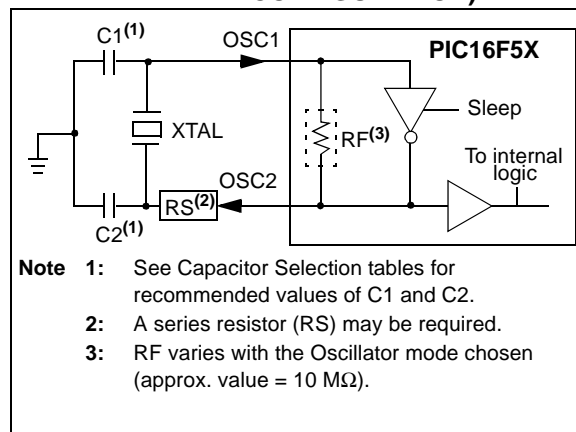 C1(1)
OSC1
PIC16F5X
Sleep
XTAL
RF(3)
To internal
logic
OSC2
RS(2)
C2(1)
Note 1: See Capacitor Selection tables for
recommended values of C1 and C2.
2: A series resistor (RS) may be required.
3: RF varies with the Oscillator mode chosen
(approx. value = 10 MΩ).